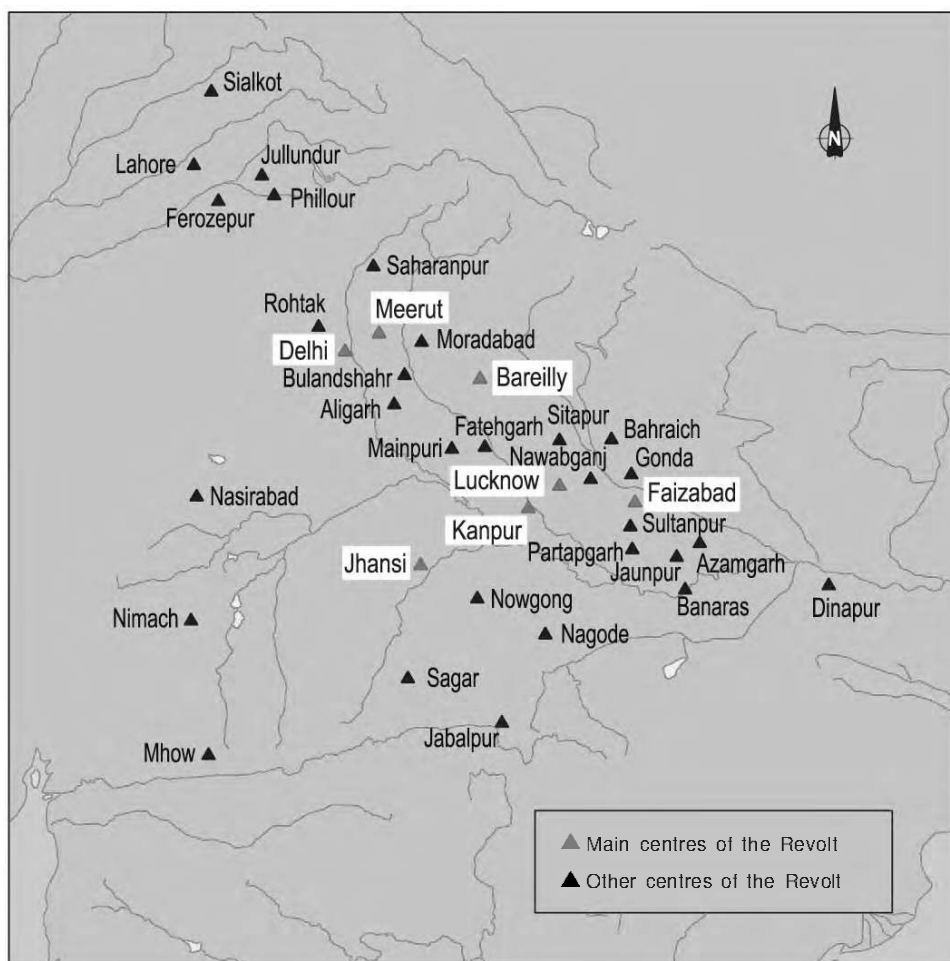 Sialkot
N
Lahore
Jullundur
Phillour
Ferozepur
Saharanpur
Rohtak
Meerut
Delhi
Moradabad
Bulandshahr
Bareilly
Aligarh
Sitapur
Fatehgarh
Bahraich
Mainpuri
Nawabganj
Gonda
Lucknow
Faizabad
Nasirabad
Kanpur
Sultanpur
Partapgarh
Jhansi
Jaunpur
Azamgarh
Banaras
Dinapur
Nowgong
Nimach
Nagode
Sagar
Jabalpur
Mhow
Main centres of the Revolt
Other centres of the Revolt